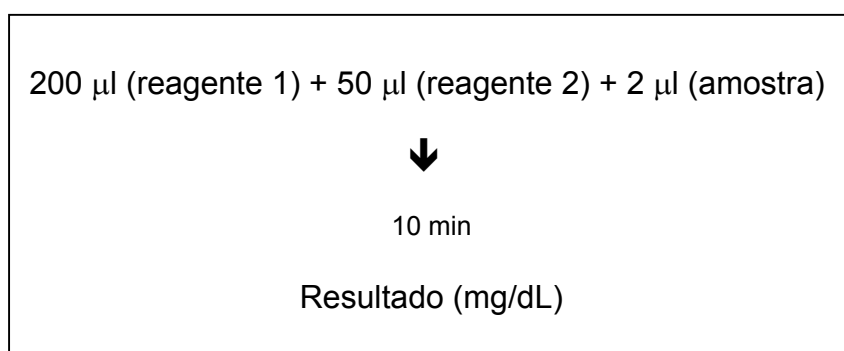 200 μl (reagente 1) + 50 μl (reagente 2) + 2 μl (amostra)
10 min
Resultado (mg/dL)